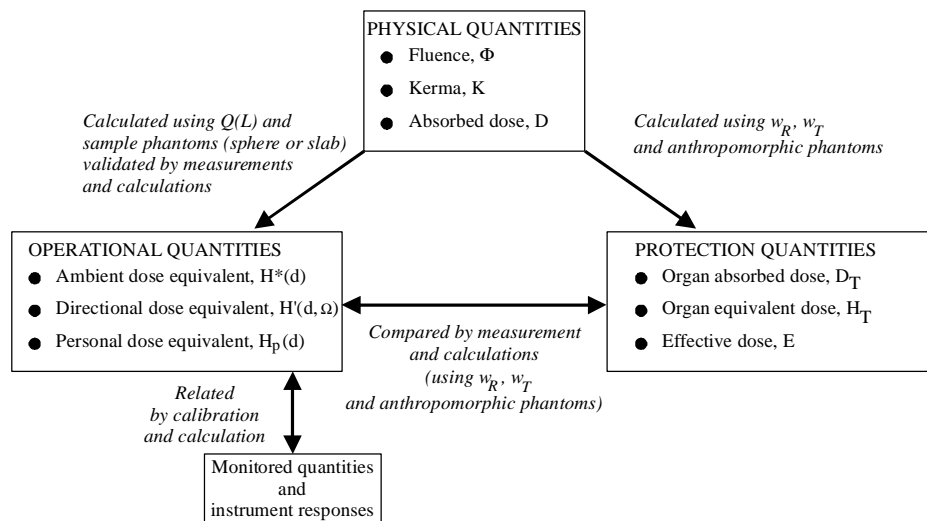 PHYSICAL QUANTITIES
● Fluence, Φ
● Kerma, K
● Absorbed dose, D
Calculated using Q(L) and
sample phantoms (sphere or slab)
validated by measurements
and calculations
Calculated using w_R, w_T
and anthropomorphic phantoms
OPERATIONAL QUANTITIES
● Ambient dose equivalent, H*(d)
● Directional dose equivalent, H'(d, Ω)
● Personal dose equivalent, H_p(d)
PROTECTION QUANTITIES
● Organ absorbed dose, D_T
● Organ equivalent dose, H_T
● Effective dose, E
Compared by measurement
and calculations
(using w_R, w_T
and anthropomorphic phantoms)
Related
by calibration
and calculation
Monitored quantities
and
instrument responses